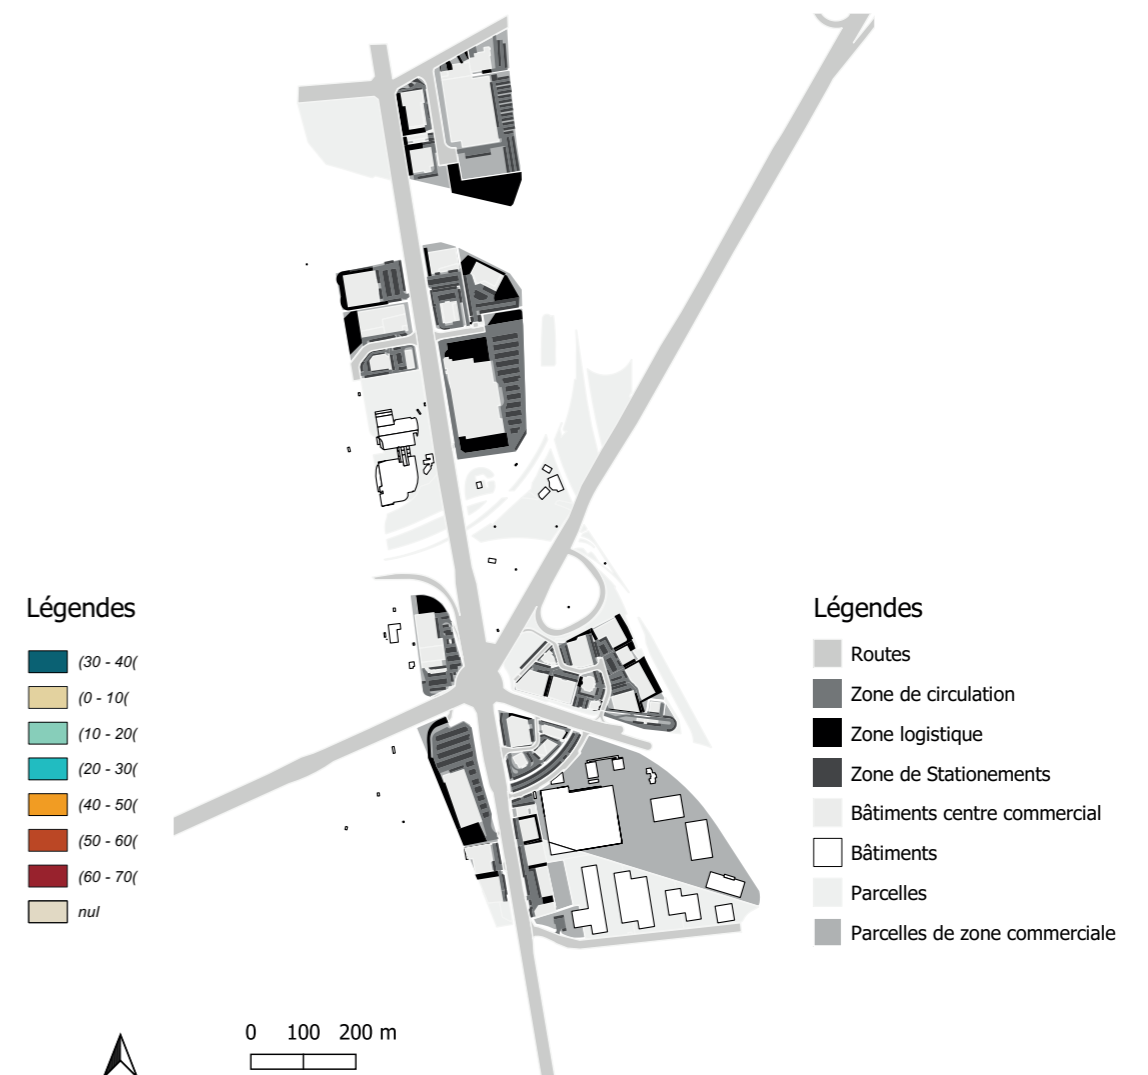 Légendes
(30 - 40(
(0 - 10(
(10 - 20(
(20 - 30(
(40 - 50(
(50 - 60(
(60 - 70(
nul
Légendes
Routes
Zone de circulation
Zone logistique
Zone de Stationements
Bâtiments centre commercial
Bâtiments
Parcelles
Parcelles de zone commerciale
0 100 200 m